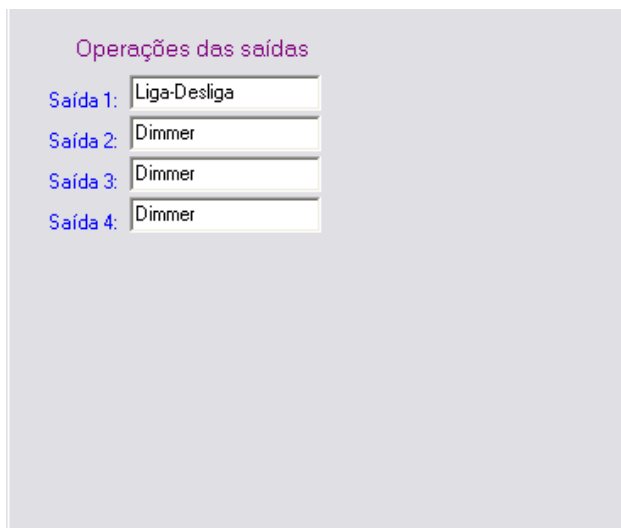 Operações das saídas
Saída 1: Liga-Desliga
Saída 2: Dimmer
Saída 3: Dimmer
Saída 4: Dimmer